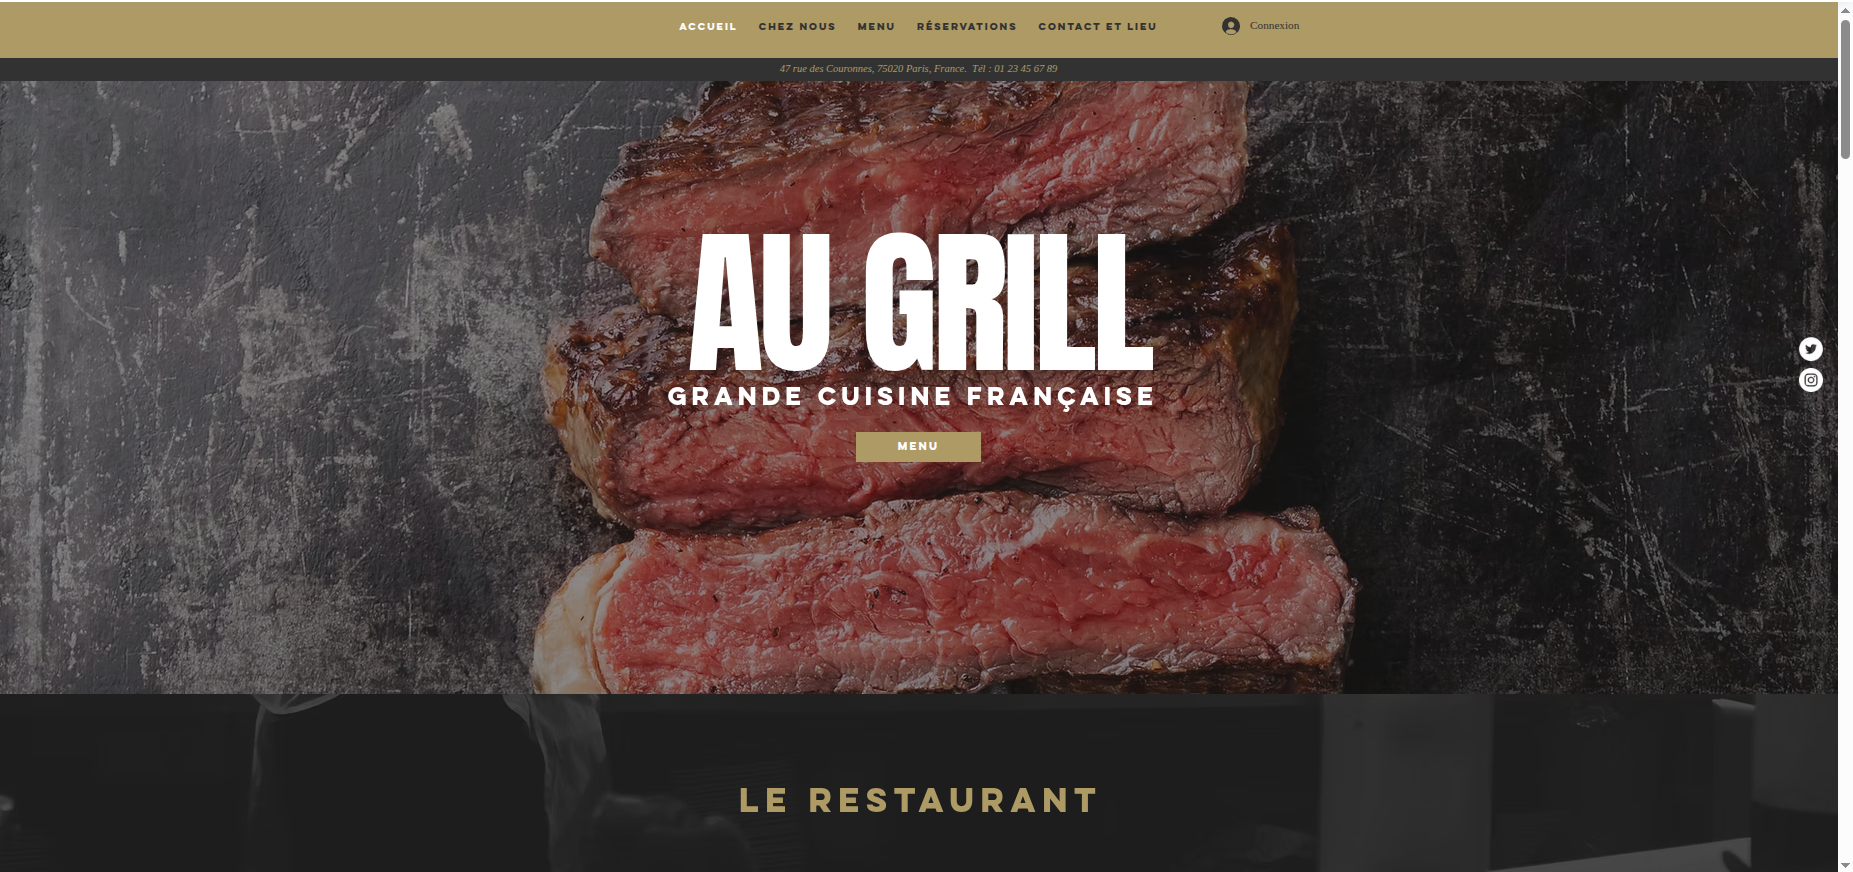 ACCUEIL CHEZ NOUS MENU RÉSERVATIONS CONTACT ET LIEU Connexion
47 rue des Couronnes, 75020 Paris, France. Tél : 01 23 45 67 89
AU GRILL
GRANDE CUISINE FRANÇAISE
MENU
LE RESTAURANT